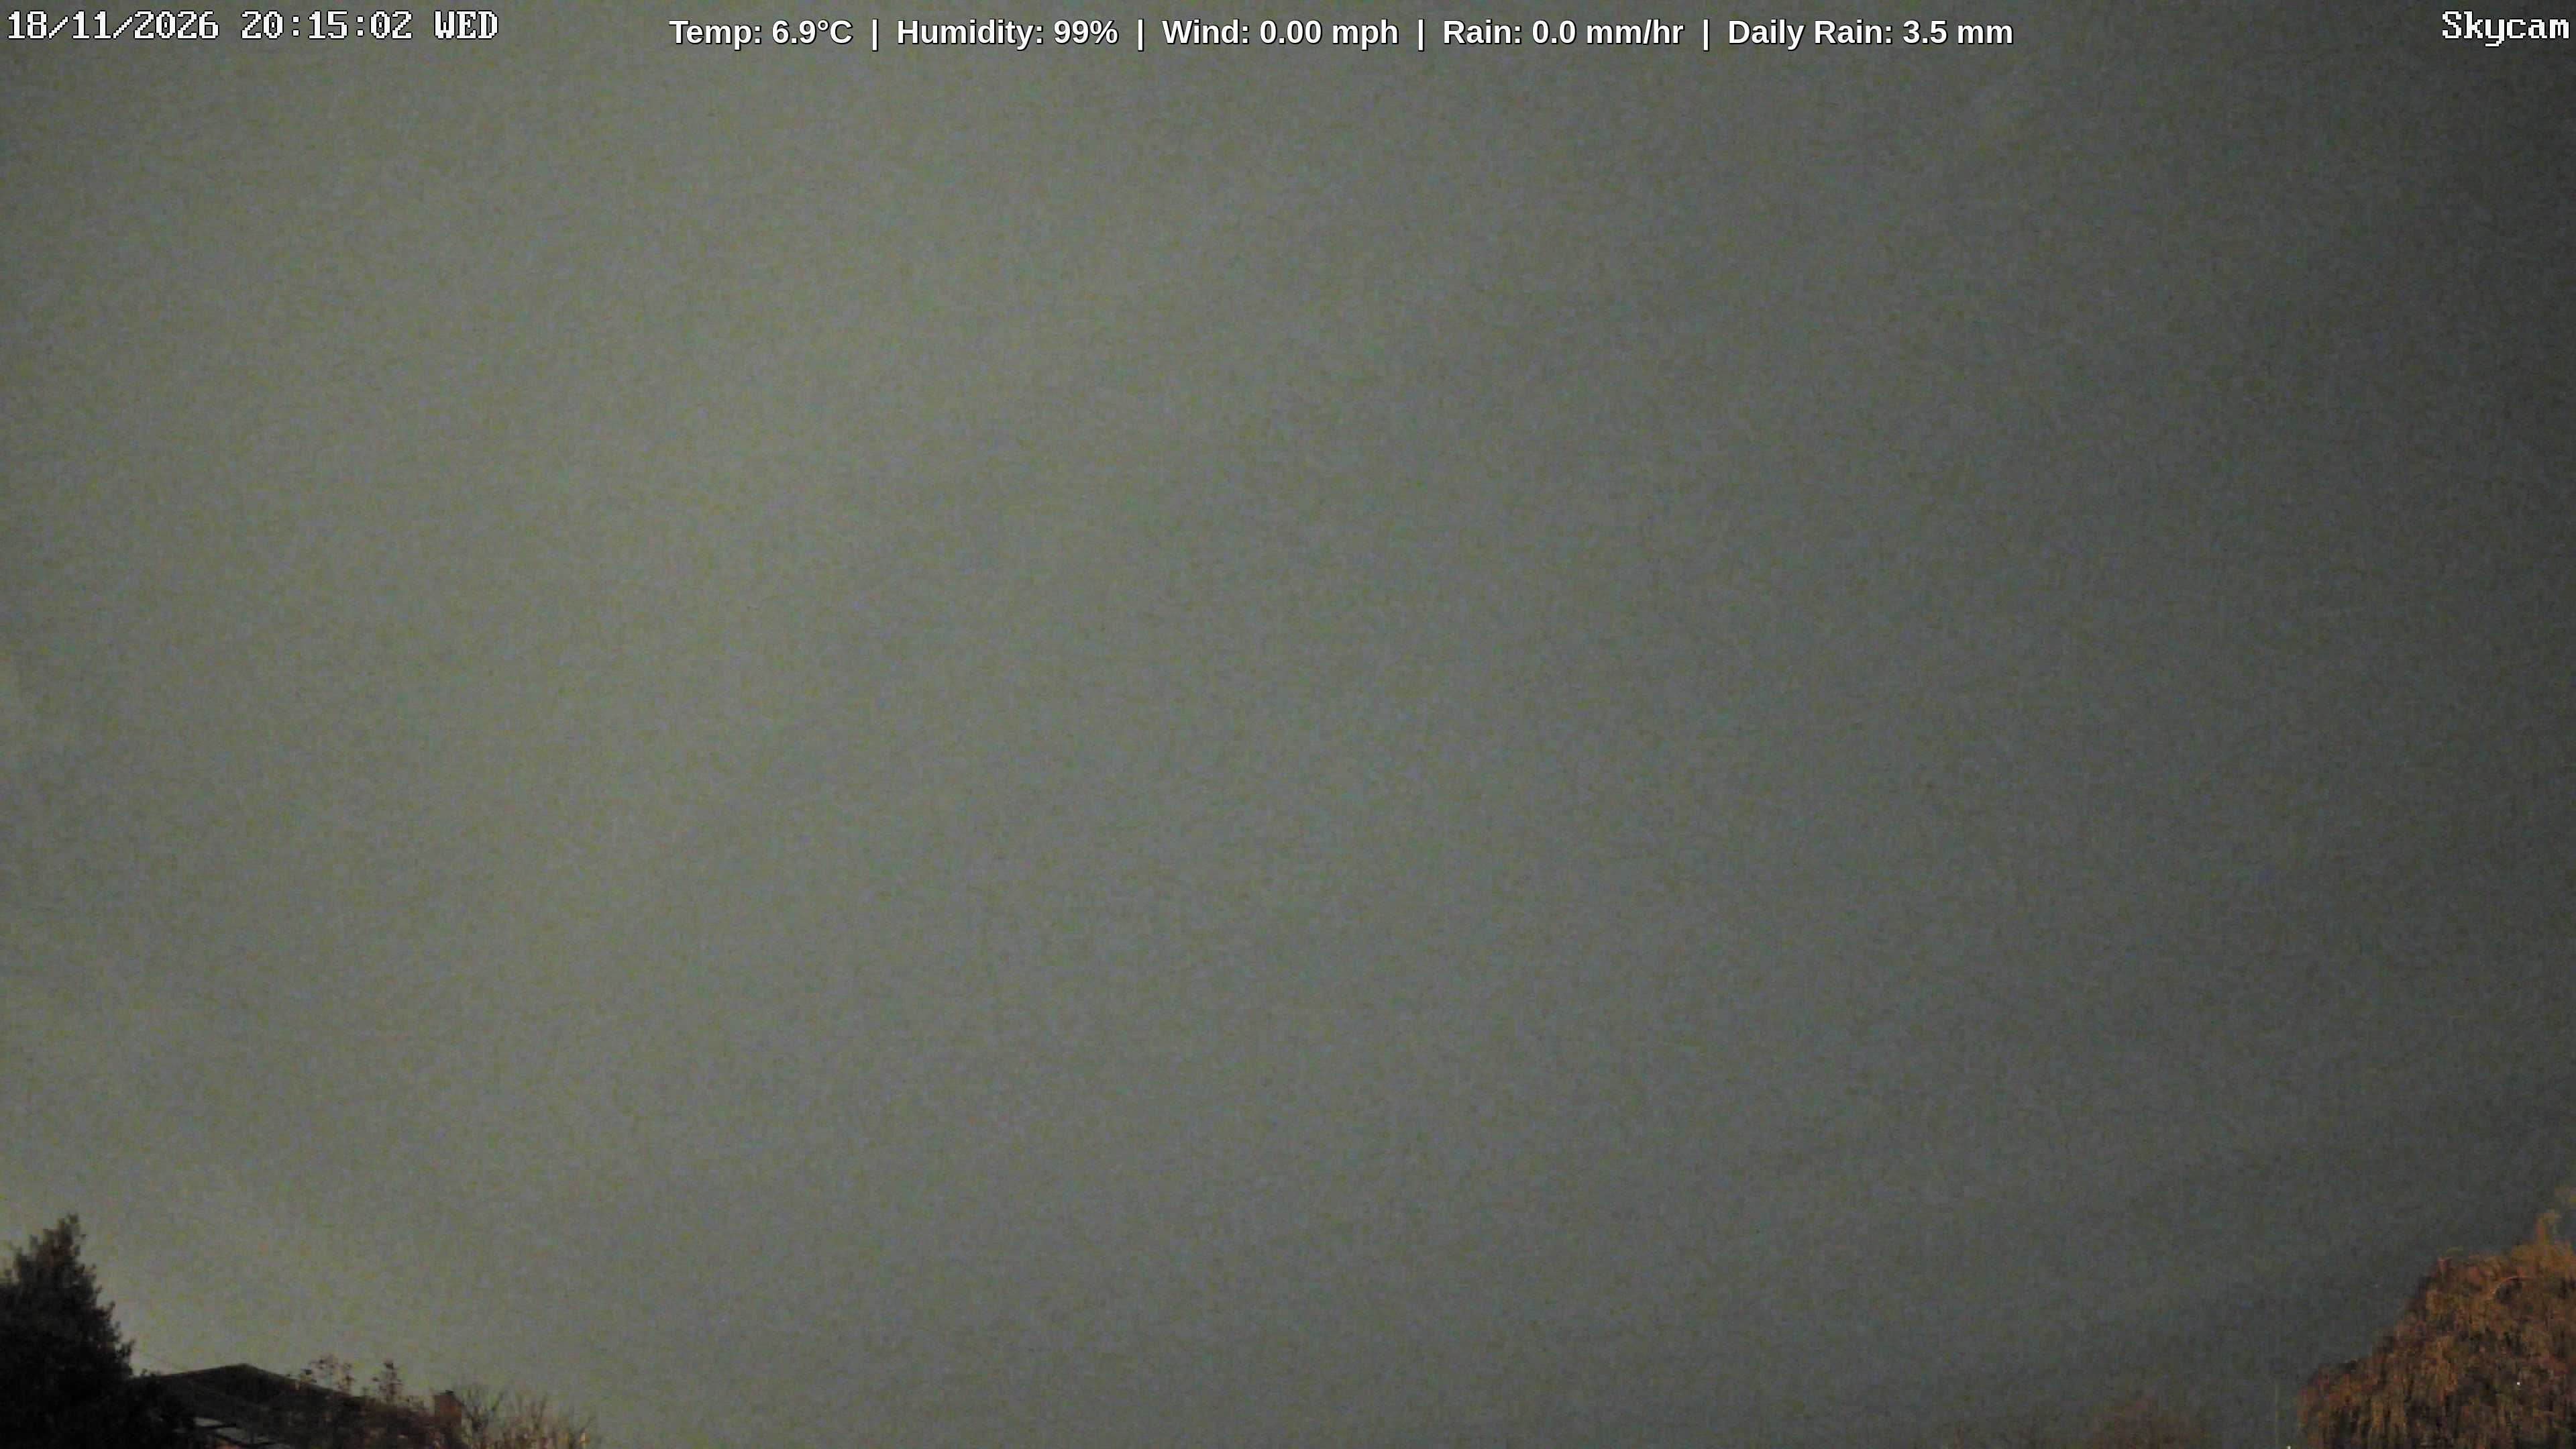 18/11/2026 20:15:02 WED
Temp: 6.9°C | Humidity: 99% | Wind: 0.00 mph | Rain: 0.0 mm/hr | Daily Rain: 3.5 mm
Skycam